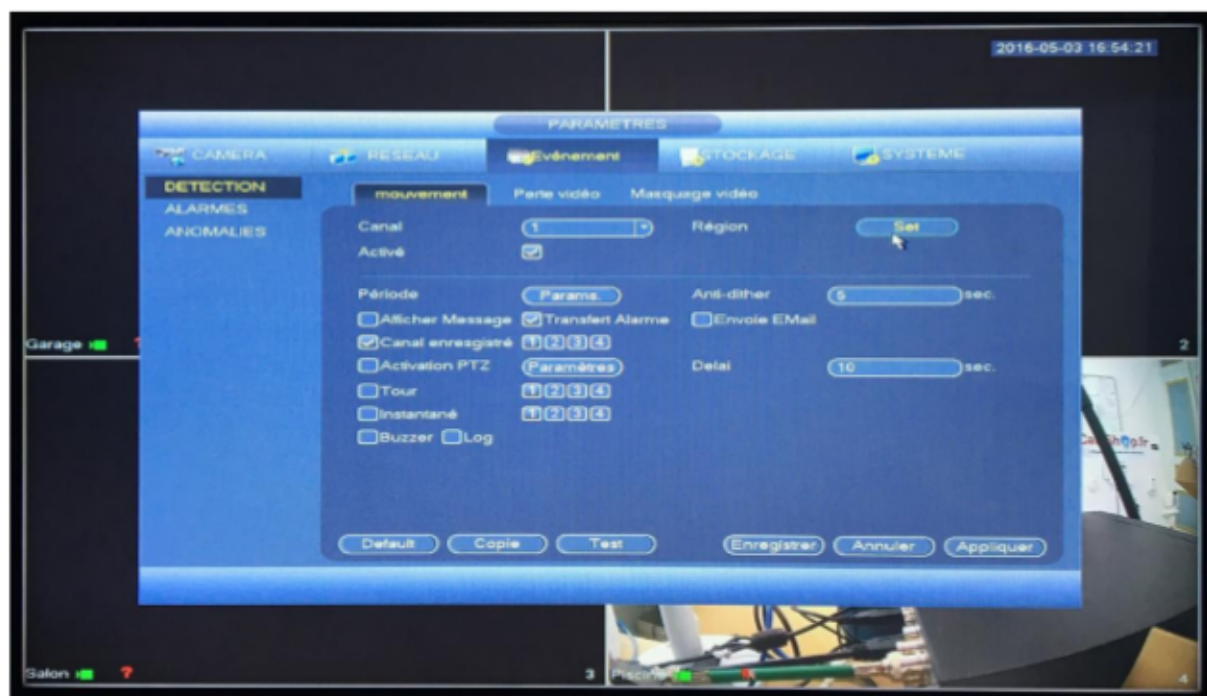 2016-05-03 16:54:21
PARAMETRES
CAMERA RESEAU Evénement STOCKAGE SYSTEME
DETECTION
ALARMES
ANOMALIES
mouvement Perte vidéo Masquage vidéo
Canal 1 Région Set
Activé
Période Params. Anti-dither 5 sec.
Afficher Message Transfert Alarme Envoie EMail
Canal enresgitré 1 2 3 4
Activation PTZ Paramètres Delai 10 sec.
Tour 1 2 3 4
Instantané 1 2 3 4
Buzzer Log
Default Copie Test Enregistrer Annuler Appliquer
Garage ? 2
Salon ? 3
Piscine 4